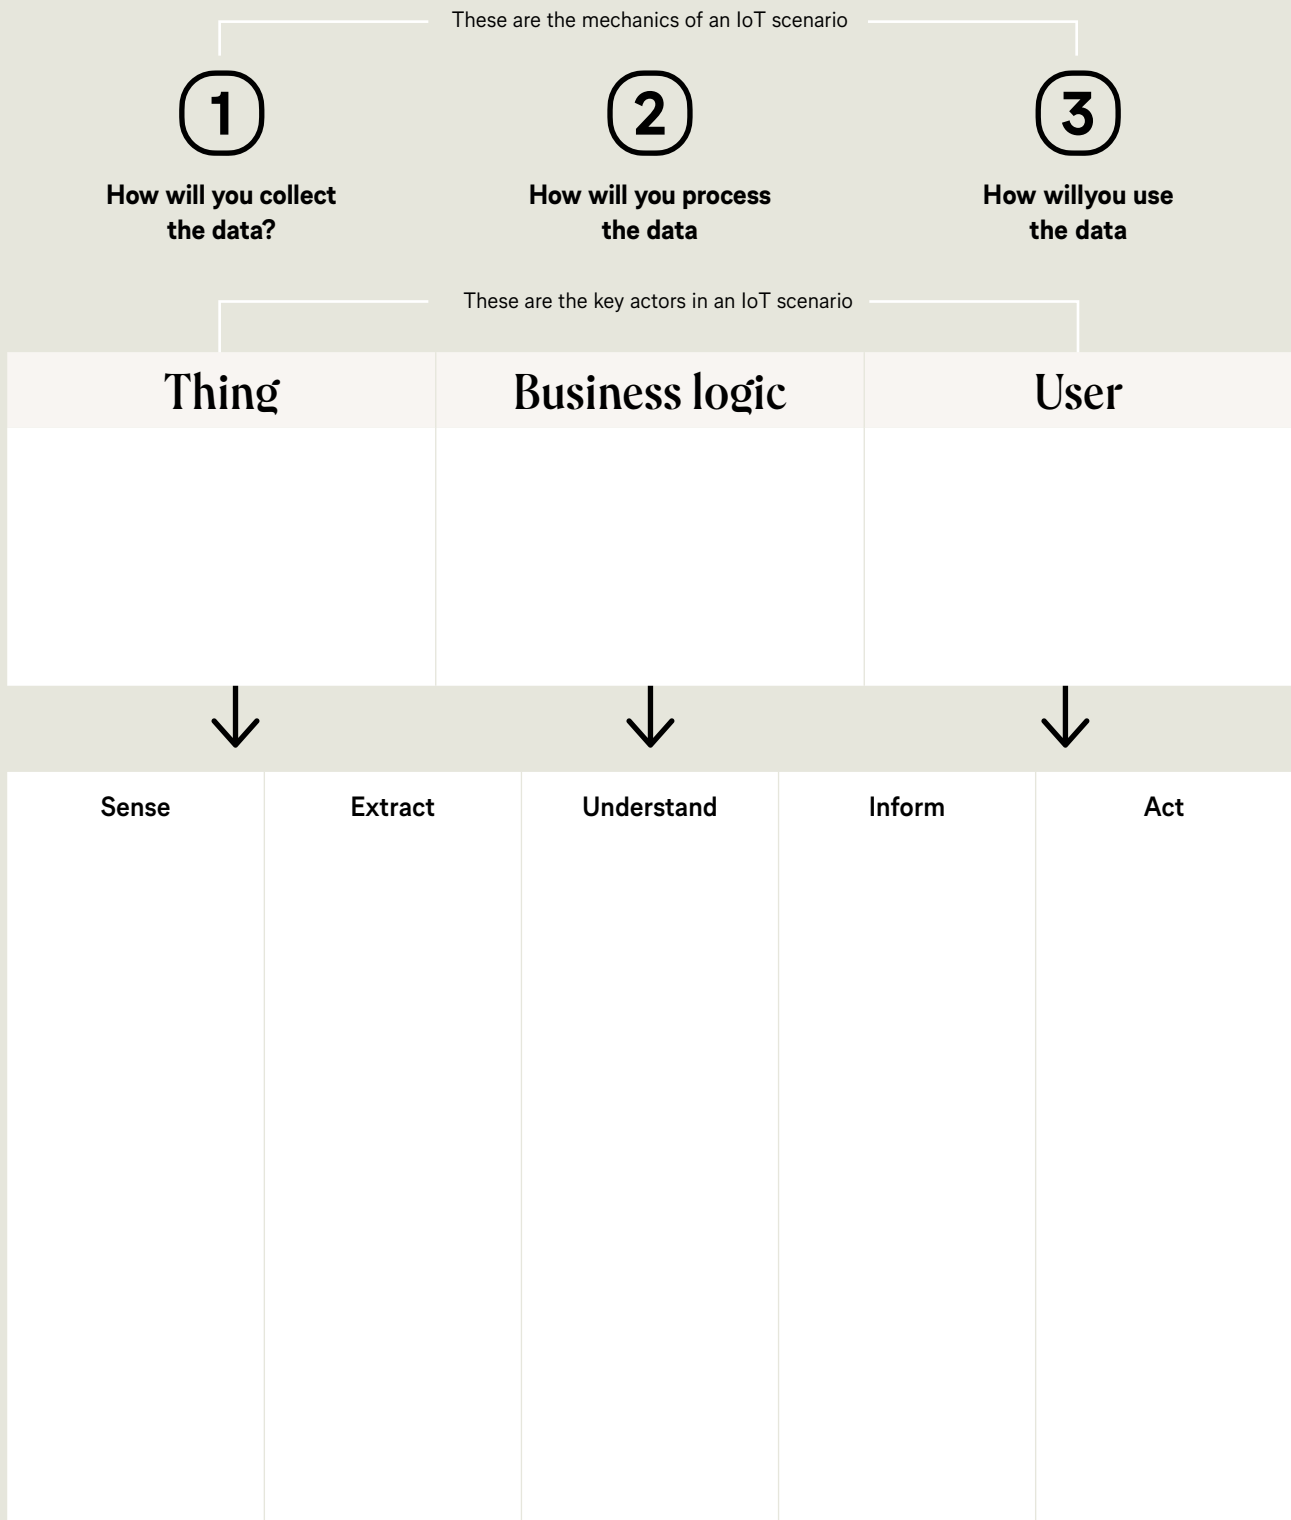 These are the mechanics of an IoT scenario
1
2
3
How will you collect
the data?
How will you process
the data
How willyou use
the data
These are the key actors in an IoT scenario
Thing
Business logic
User
Sense
Extract
Understand
Inform
Act